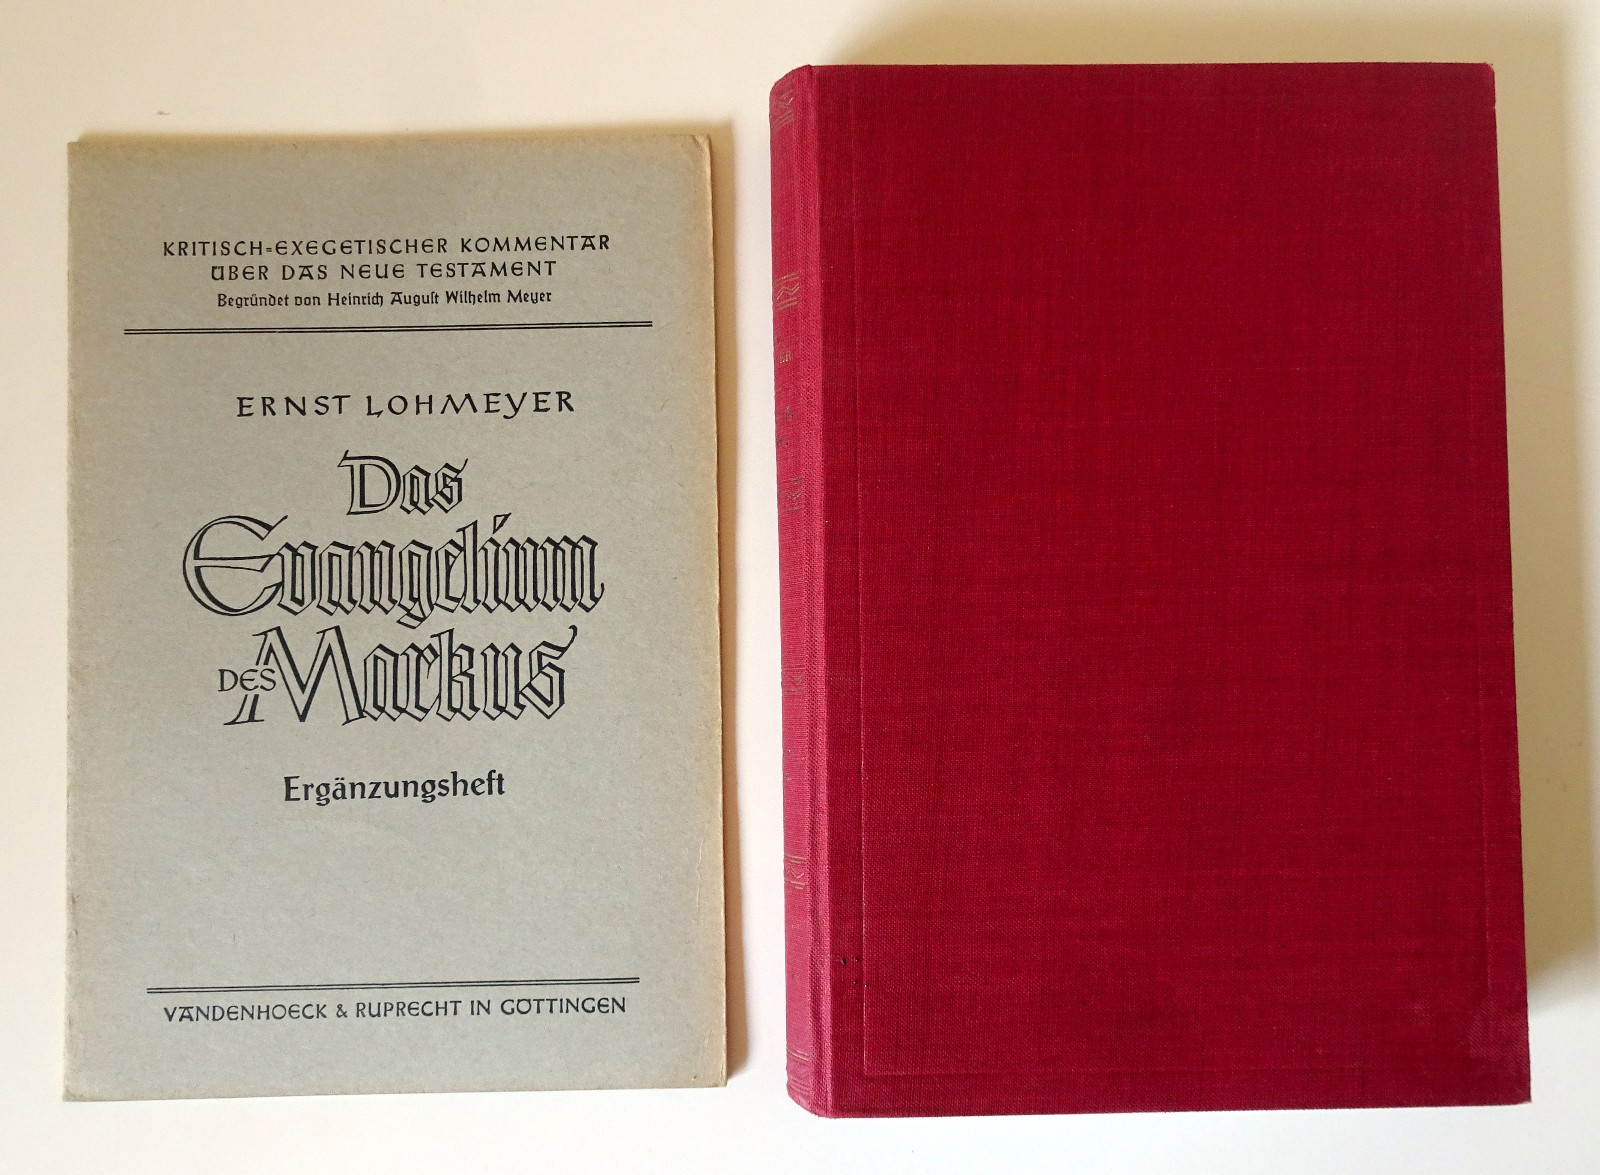 KRITISCH=EXEGETISCHER KOMMENTAR
ÜBER DAS NEUE TESTAMENT
Begründet von Heinrich Auguſt Wilhelm Meyer
ERNST LOHMEYER
Das
Evangelium
DES Markus
Ergänzungsheft
VANDENHOECK & RUPRECHT IN GÖTTINGEN